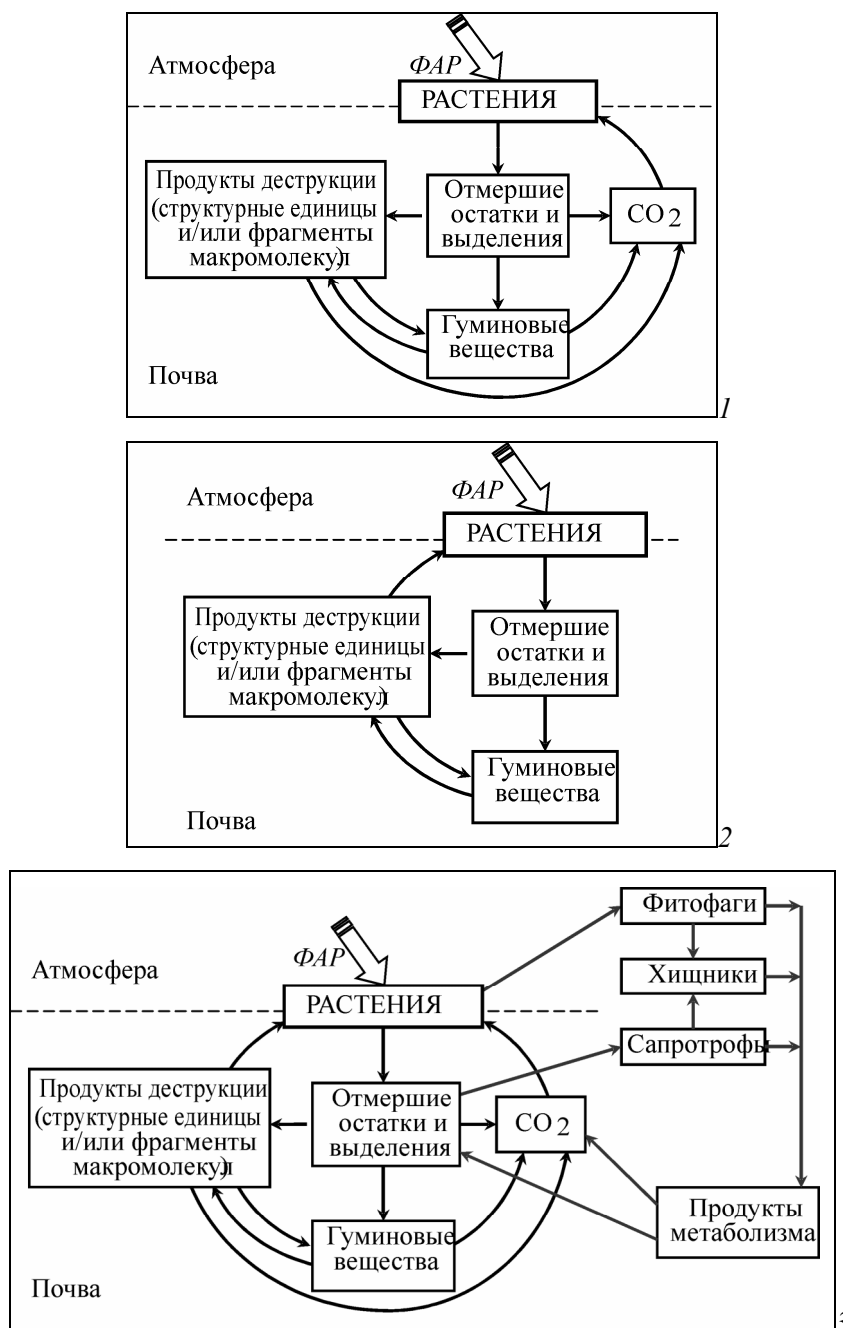 Атмосфера
ФАР
РАСТЕНИЯ
Продукты деструкции
(структурные единицы
и/или фрагменты
макромолекул)
Отмершие
остатки и
выделения
CO2
Гуминовые
вещества
Почва
1
Атмосфера
ФАР
РАСТЕНИЯ
Продукты деструкции
(структурные единицы
и/или фрагменты
макромолекул)
Отмершие
остатки и
выделения
Гуминовые
вещества
Почва
2
Фитофаги
ФАР
Атмосфера
Хищники
РАСТЕНИЯ
Сапротрофы
Продукты деструкции
(структурные единицы
и/или фрагменты
макромолекул)
Отмершие
остатки и
выделения
CO2
Продукты
метаболизма
Гуминовые
вещества
Почва